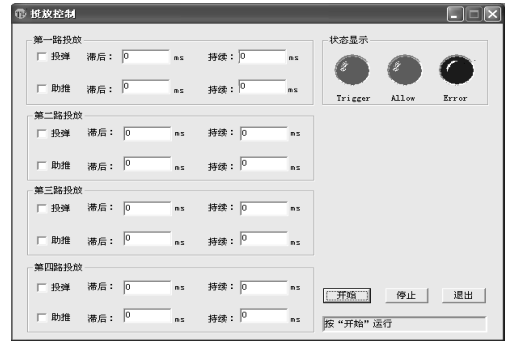 投放控制
第一路投放
投弹 滞后： 0 ms 持续： 0 ms
助推 滞后： 0 ms 持续： 0 ms
第二路投放
投弹 滞后： 0 ms 持续： 0 ms
助推 滞后： 0 ms 持续： 0 ms
第三路投放
投弹 滞后： 0 ms 持续： 0 ms
助推 滞后： 0 ms 持续： 0 ms
第四路投放
投弹 滞后： 0 ms 持续： 0 ms
助推 滞后： 0 ms 持续： 0 ms
状态显示
Trigger Allow Error
开始 停止 退出
按“开始”运行